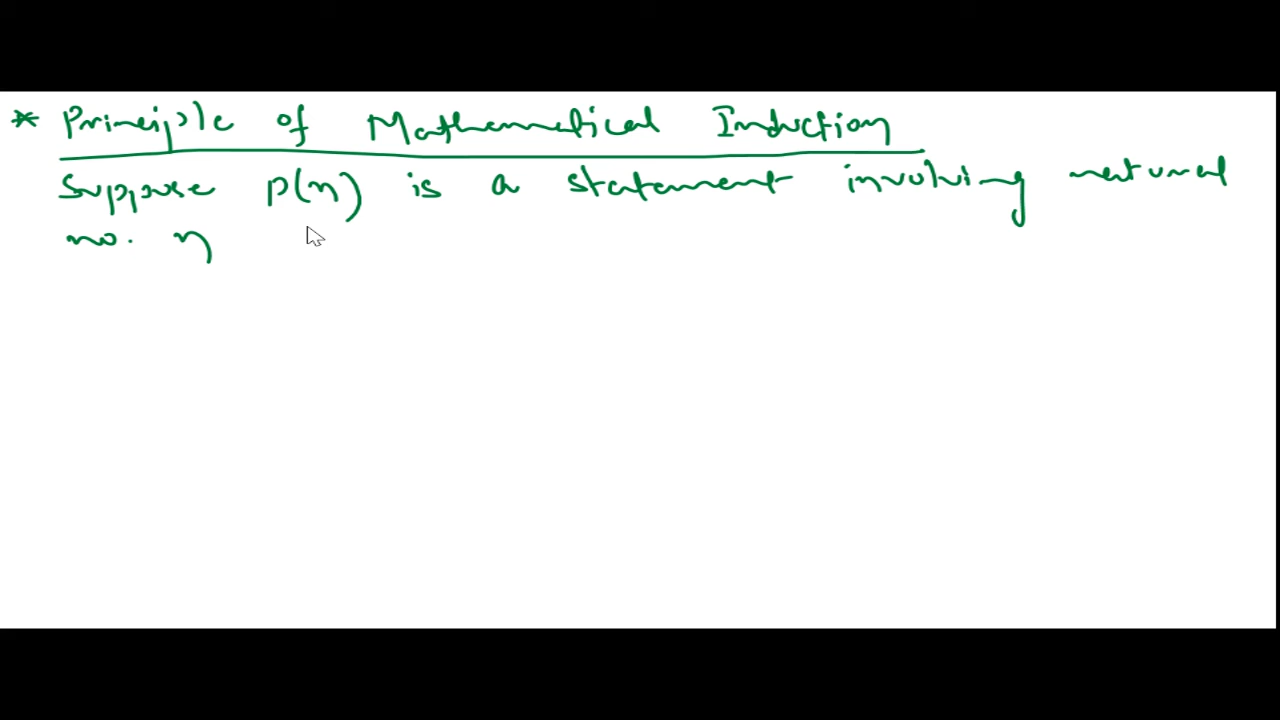 * Principle of Mathematical Induction
Suppose P(n) is a statement involving natural
no. n